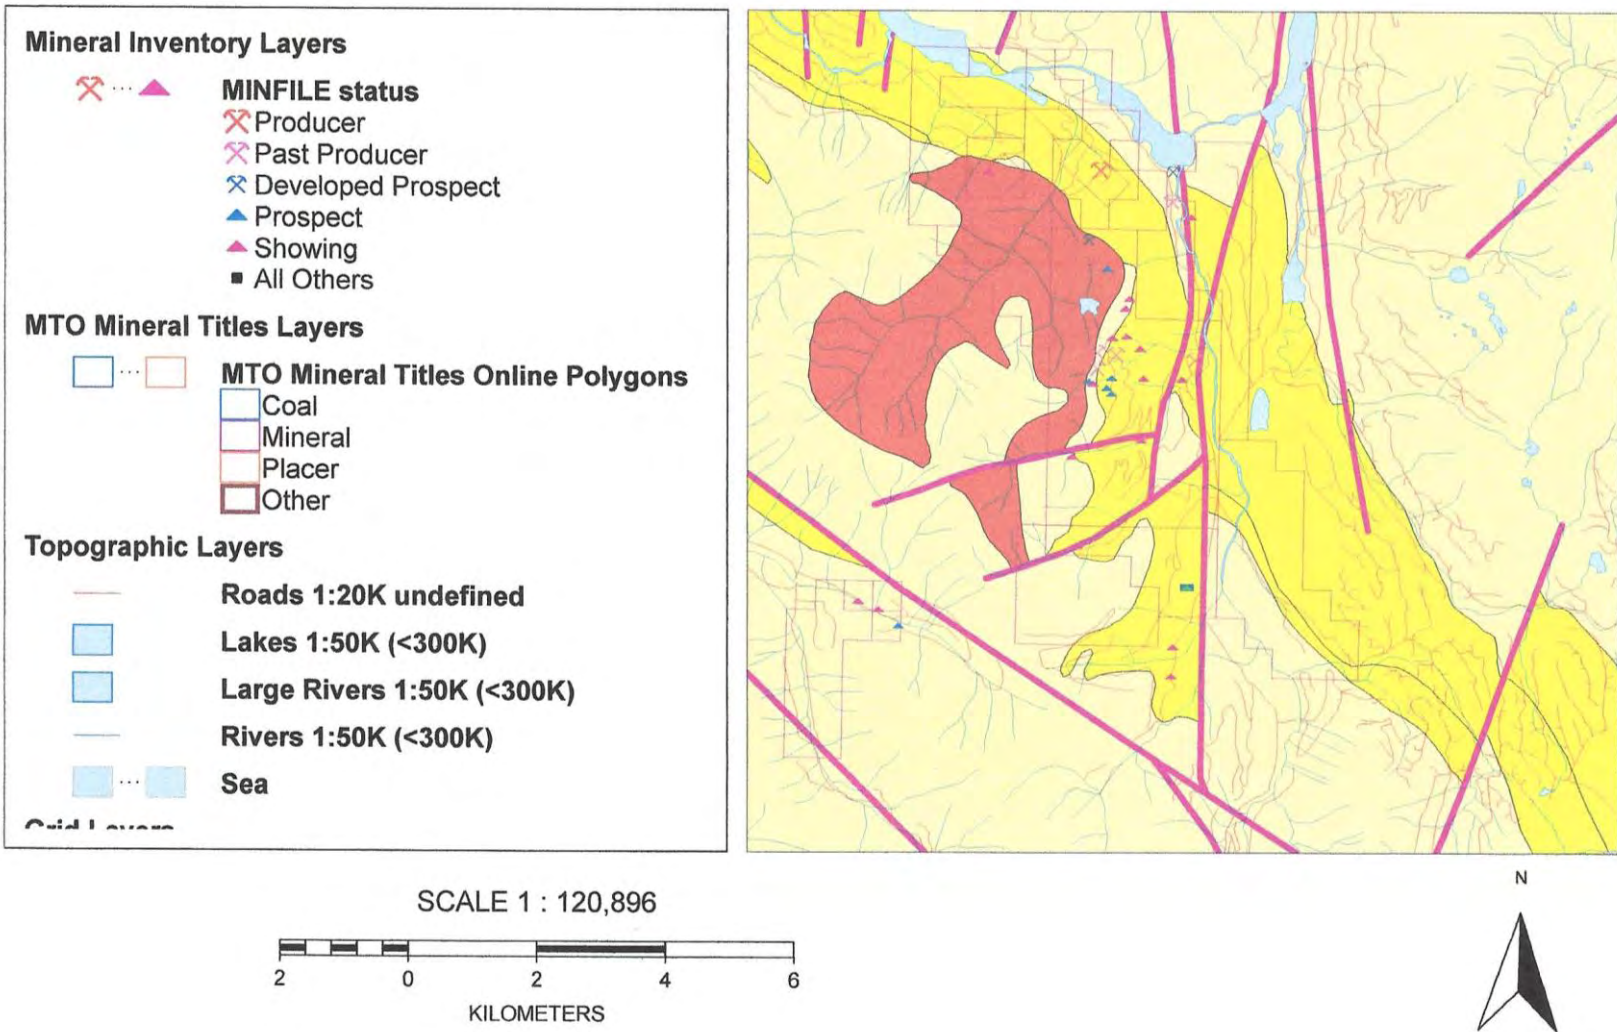 Mineral Inventory Layers
MINFILE status
Producer
Past Producer
Developed Prospect
Prospect
Showing
All Others
MTO Mineral Titles Layers
MTO Mineral Titles Online Polygons
Coal
Mineral
Placer
Other
Topographic Layers
Roads 1:20K undefined
Lakes 1:50K (<300K)
Large Rivers 1:50K (<300K)
Rivers 1:50K (<300K)
Sea
Grid Layers
SCALE 1 : 120,896
2 0 2 4 6
KILOMETERS
N